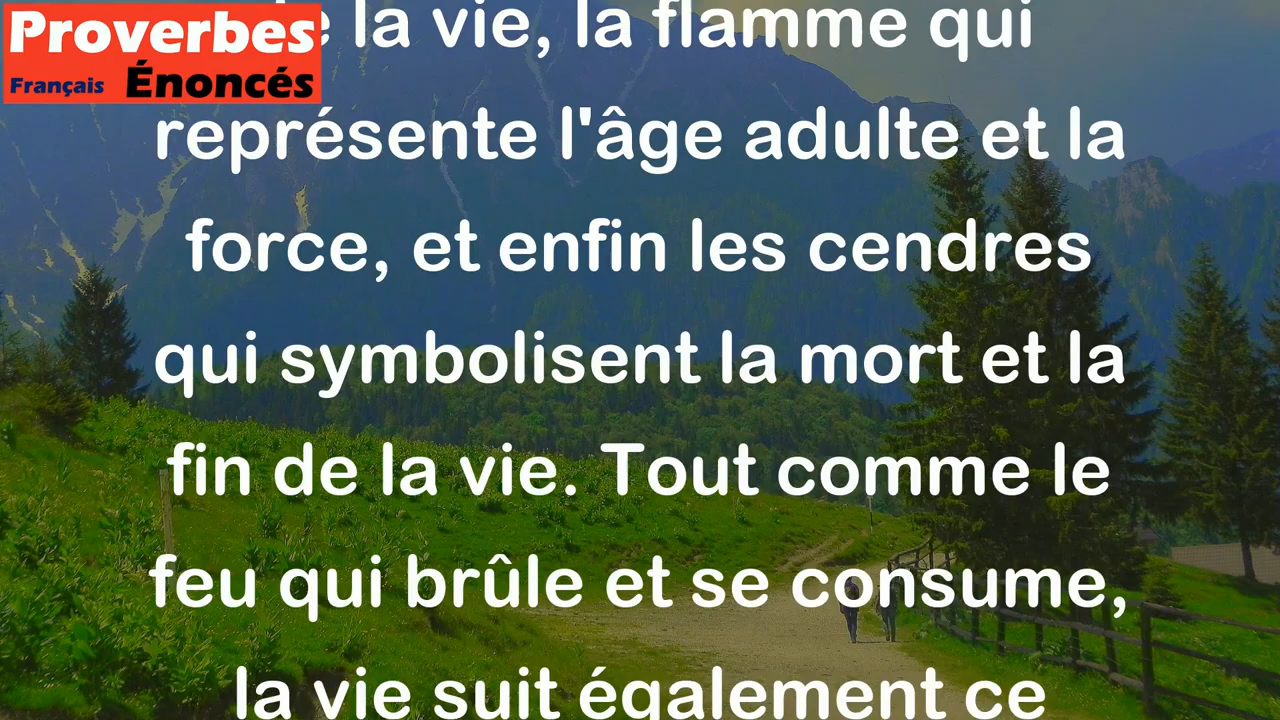 Proverbes
Français Énoncés
la vie, la flamme qui
représente l'âge adulte et la
force, et enfin les cendres
qui symbolisent la mort et la
fin de la vie. Tout comme le
feu qui brûle et se consume,
la vie suit également ce